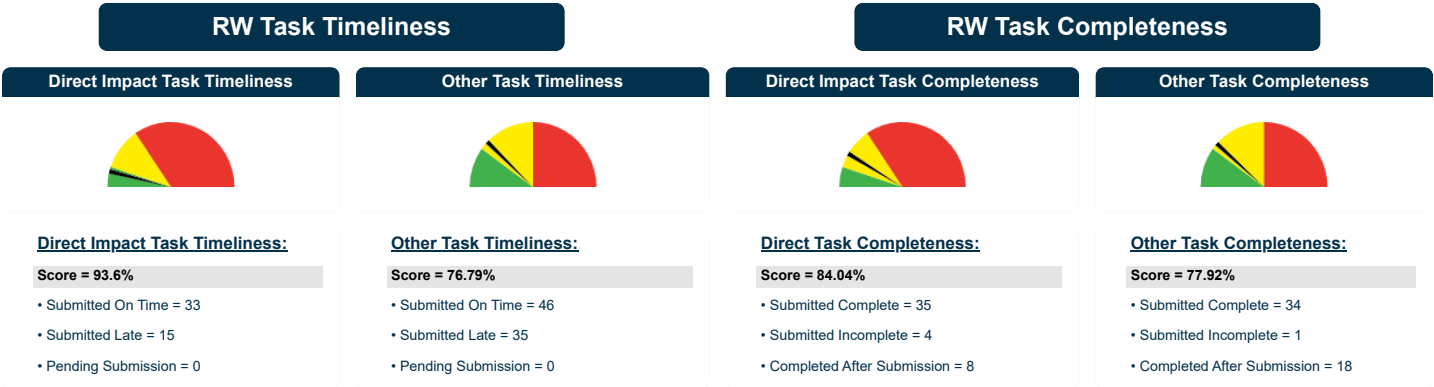 RW Task Timeliness
RW Task Completeness
Direct Impact Task Timeliness
Other Task Timeliness
Direct Impact Task Completeness
Other Task Completeness
Direct Impact Task Timeliness:
Score = 93.6%
• Submitted On Time = 33
• Submitted Late = 15
• Pending Submission = 0
Other Task Timeliness:
Score = 76.79%
• Submitted On Time = 46
• Submitted Late = 35
• Pending Submission = 0
Direct Task Completeness:
Score = 84.04%
• Submitted Complete = 35
• Submitted Incomplete = 4
• Completed After Submission = 8
Other Task Completeness:
Score = 77.92%
• Submitted Complete = 34
• Submitted Incomplete = 1
• Completed After Submission = 18